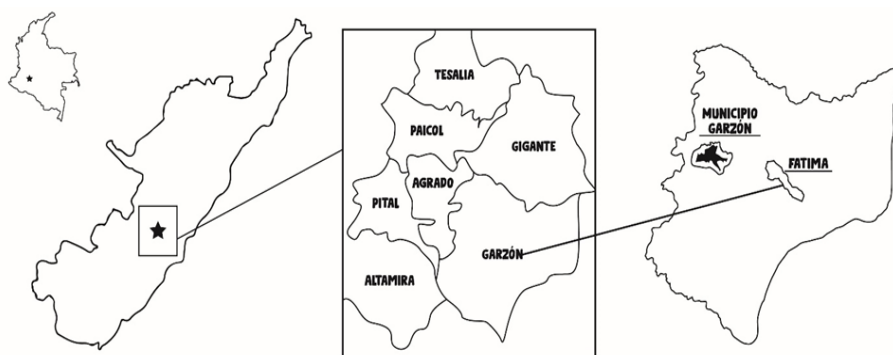 TESALIA
PAICOL
GIGANTE
AGRADO
PITAL
GARZÓN
ALTAMIRA
MUNICIPIO
GARZÓN
FATIMA